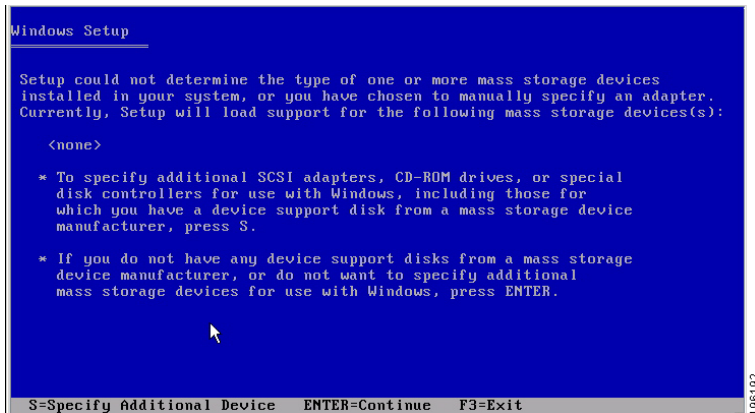 Windows Setup
Setup could not determine the type of one or more mass storage devices
installed in your system, or you have chosen to manually specify an adapter.
Currently, Setup will load support for the following mass storage devices(s):
<none>
* To specify additional SCSI adapters, CD-ROM drives, or special
disk controllers for use with Windows, including those for
which you have a device support disk from a mass storage device
manufacturer, press S.
* If you do not have any device support disks from a mass storage
device manufacturer, or do not want to specify additional
mass storage devices for use with Windows, press ENTER.
S=Specify Additional Device ENTER=Continue F3=Exit